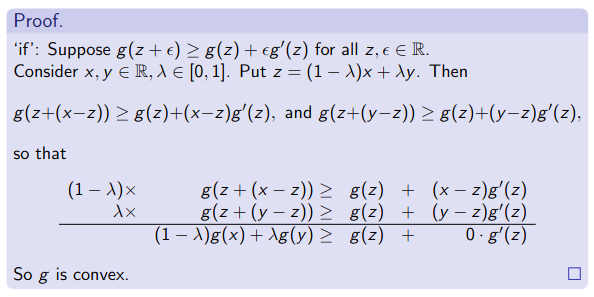 Proof.
‘if’: Suppose g(z + ϵ) ≥ g(z) + ϵg′(z) for all z, ϵ ∈ ℝ.
Consider x, y ∈ ℝ, λ ∈ [0, 1]. Put z = (1 − λ)x + λy. Then
g(z+(x−z)) ≥ g(z)+(x−z)g′(z), and g(z+(y−z)) ≥ g(z)+(y−z)g′(z),
so that
(1 − λ)× g(z + (x − z)) ≥ g(z) + (x − z)g′(z)
λ× g(z + (y − z)) ≥ g(z) + (y − z)g′(z)
(1 − λ)g(x) + λg(y) ≥ g(z) + 0 · g′(z)
So g is convex. □